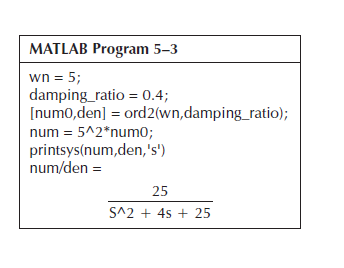 MATLAB Program 5–3
wn = 5;
damping_ratio = 0.4;
[num0,den] = ord2(wn,damping_ratio);
num = 5^2*num0;
printsys(num,den,'s')
num/den =
25
S^2 + 4s + 25